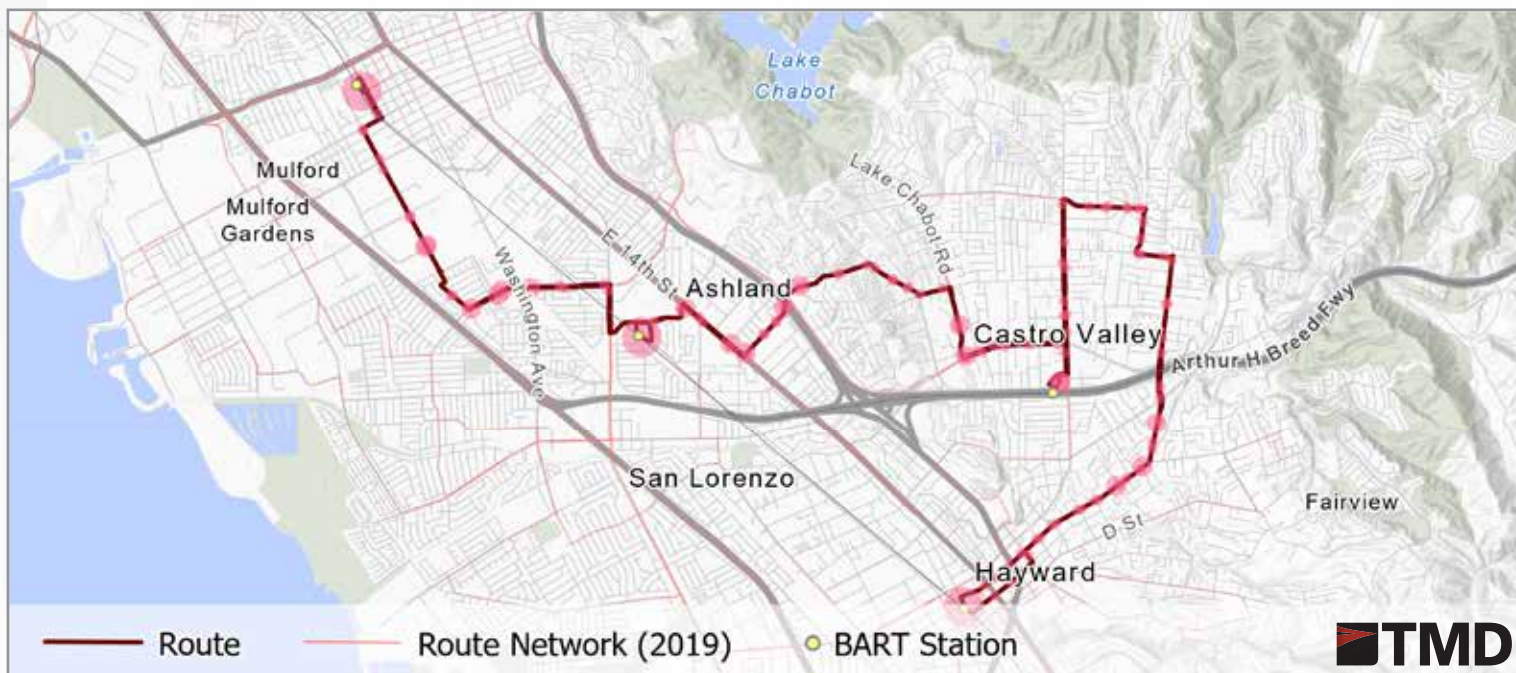 Lake
Chabot
Mulford
Mulford
Gardens
Lake Chabot Rd
E 14th St
Washington Ave
Ashland
Castro Valley
Arthur H Breed Fwy
San Lorenzo
Fairview
D St
Hayward
Route
Route Network (2019)
BART Station
TMD